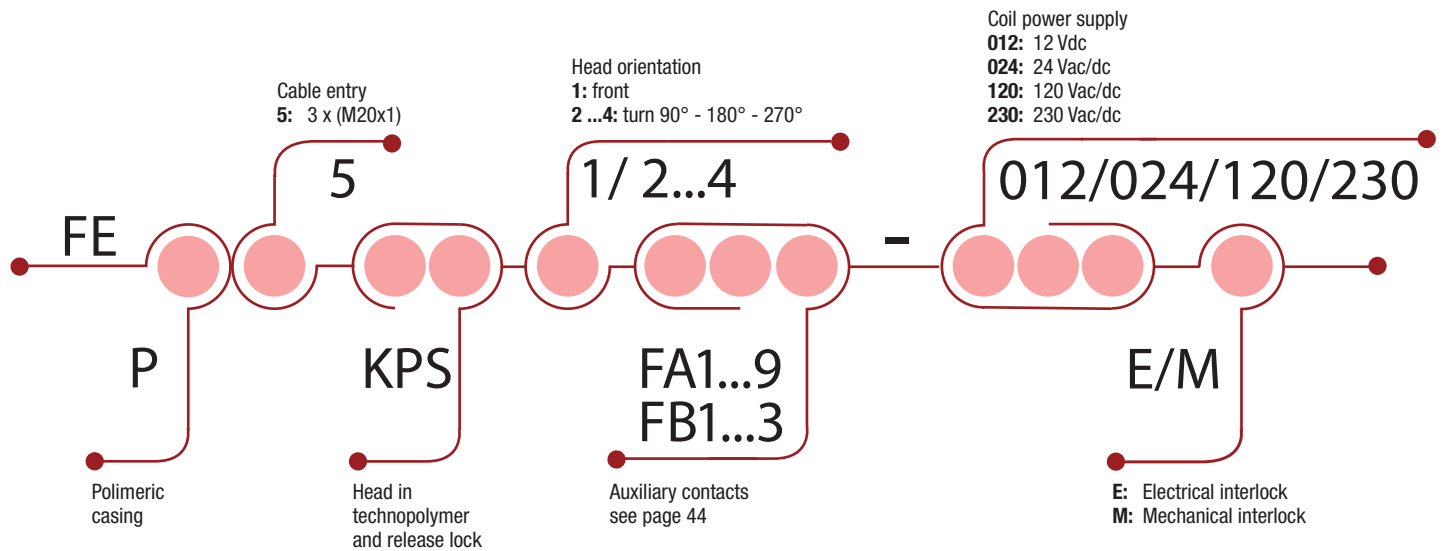 Coil power supply
012: 12 Vdc
024: 24 Vac/dc
120: 120 Vac/dc
230: 230 Vac/dc
Head orientation
1: front
2 ...4: turn 90° - 180° - 270°
Cable entry
5: 3 x (M20x1)
5
1/ 2...4
012/024/120/230
FE
-
P
KPS
FA1...9
FB1...3
E/M
Polimeric
casing
Head in
technopolymer
and release lock
Auxiliary contacts
see page 44
E: Electrical interlock
M: Mechanical interlock